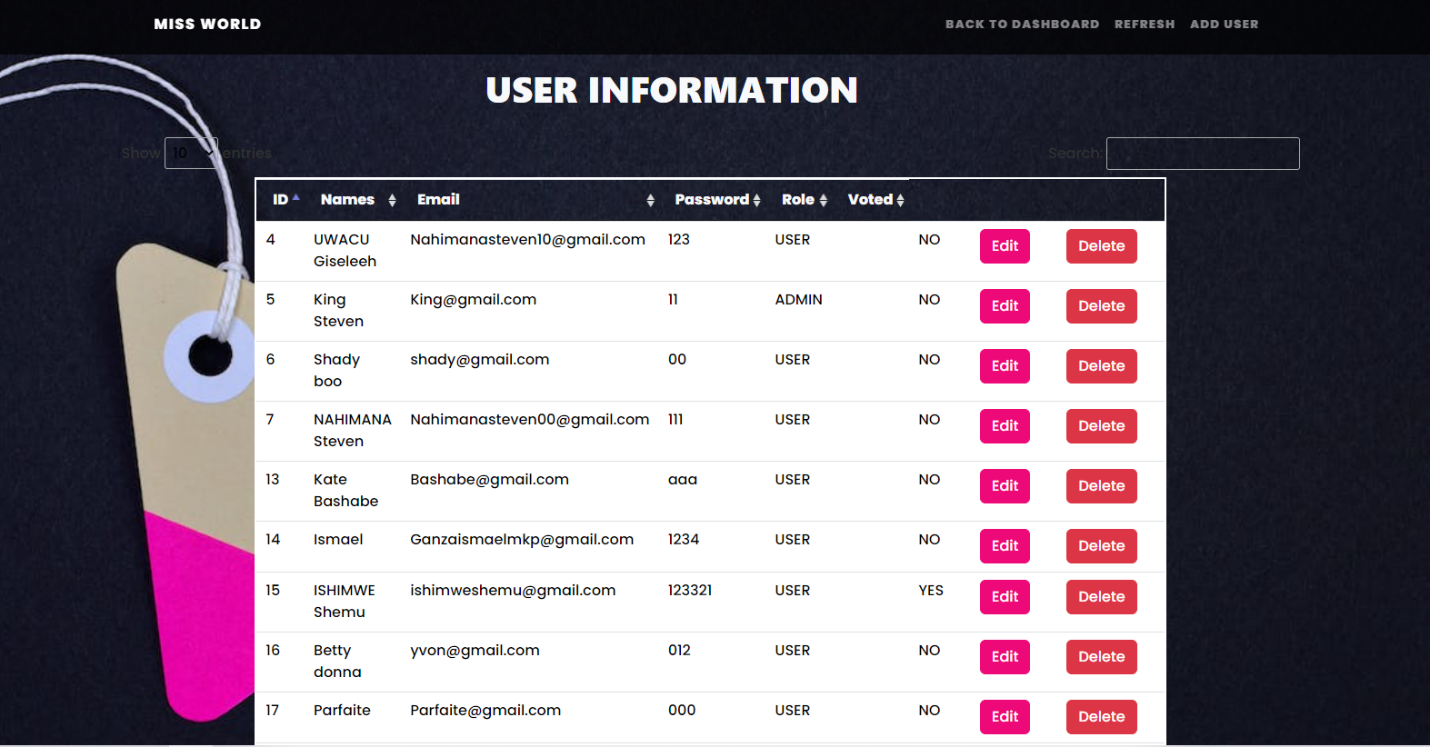 MISS WORLD BACK TO DASHBOARD REFRESH ADD USER
USER INFORMATION
Show 10 entries Search:
ID Names Email Password Role Voted
4 UWACU Nahimanasteven10@gmail.com 123 USER NO Edit Delete
Giseleeh
5 King King@gmail.com 11 ADMIN NO Edit Delete
Steven
6 Shady shady@gmail.com 00 USER NO Edit Delete
boo
7 NAHIMANA Nahimanasteven00@gmail.com 111 USER NO Edit Delete
Steven
13 Kate Bashabe@gmail.com aaa USER NO Edit Delete
Bashabe
14 Ismael Ganzaismaelmkp@gmail.com 1234 USER NO Edit Delete
15 ISHIMWE ishimweshemu@gmail.com 123321 USER YES Edit Delete
Shemu
16 Betty yvon@gmail.com 012 USER NO Edit Delete
donna
17 Parfaite Parfaite@gmail.com 000 USER NO Edit Delete